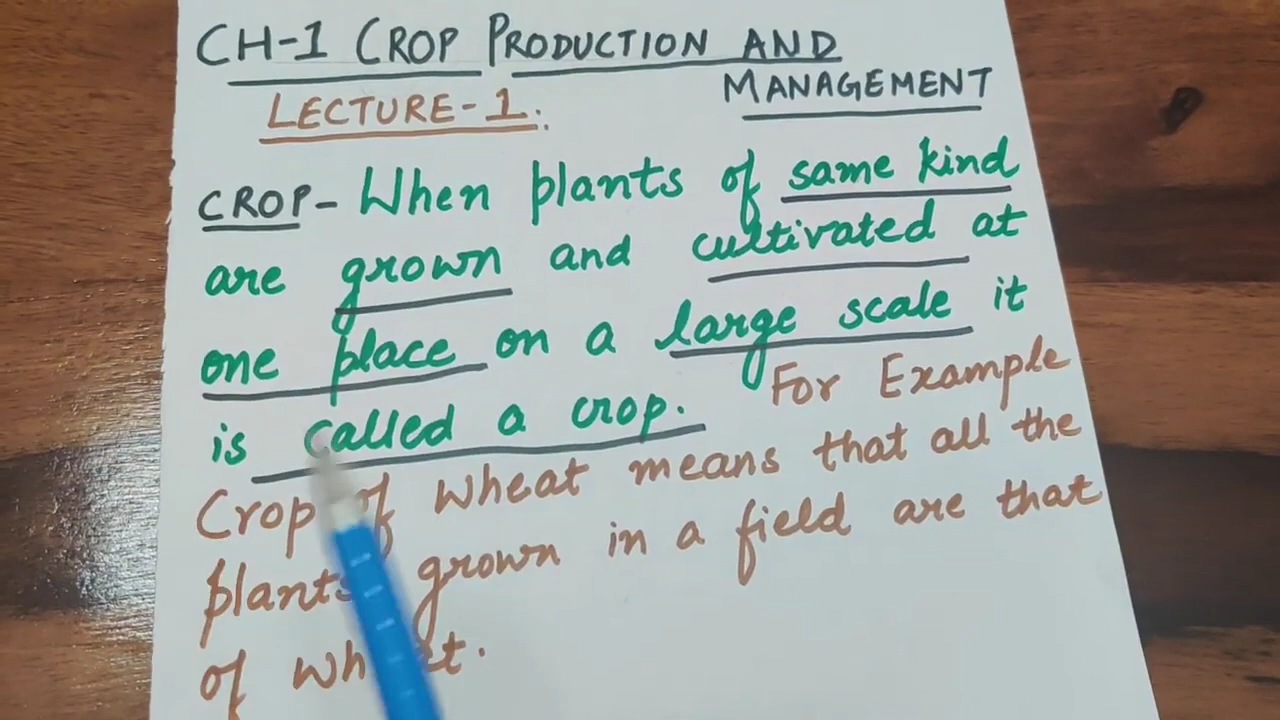 CH-1 CROP PRODUCTION AND
MANAGEMENT
LECTURE-1.
CROP- When plants of same kind
are grown and cultivated at
one place on a large scale it
is called a crop. For Example
Crop of wheat means that all the
plants grown in a field are that
of wheat.